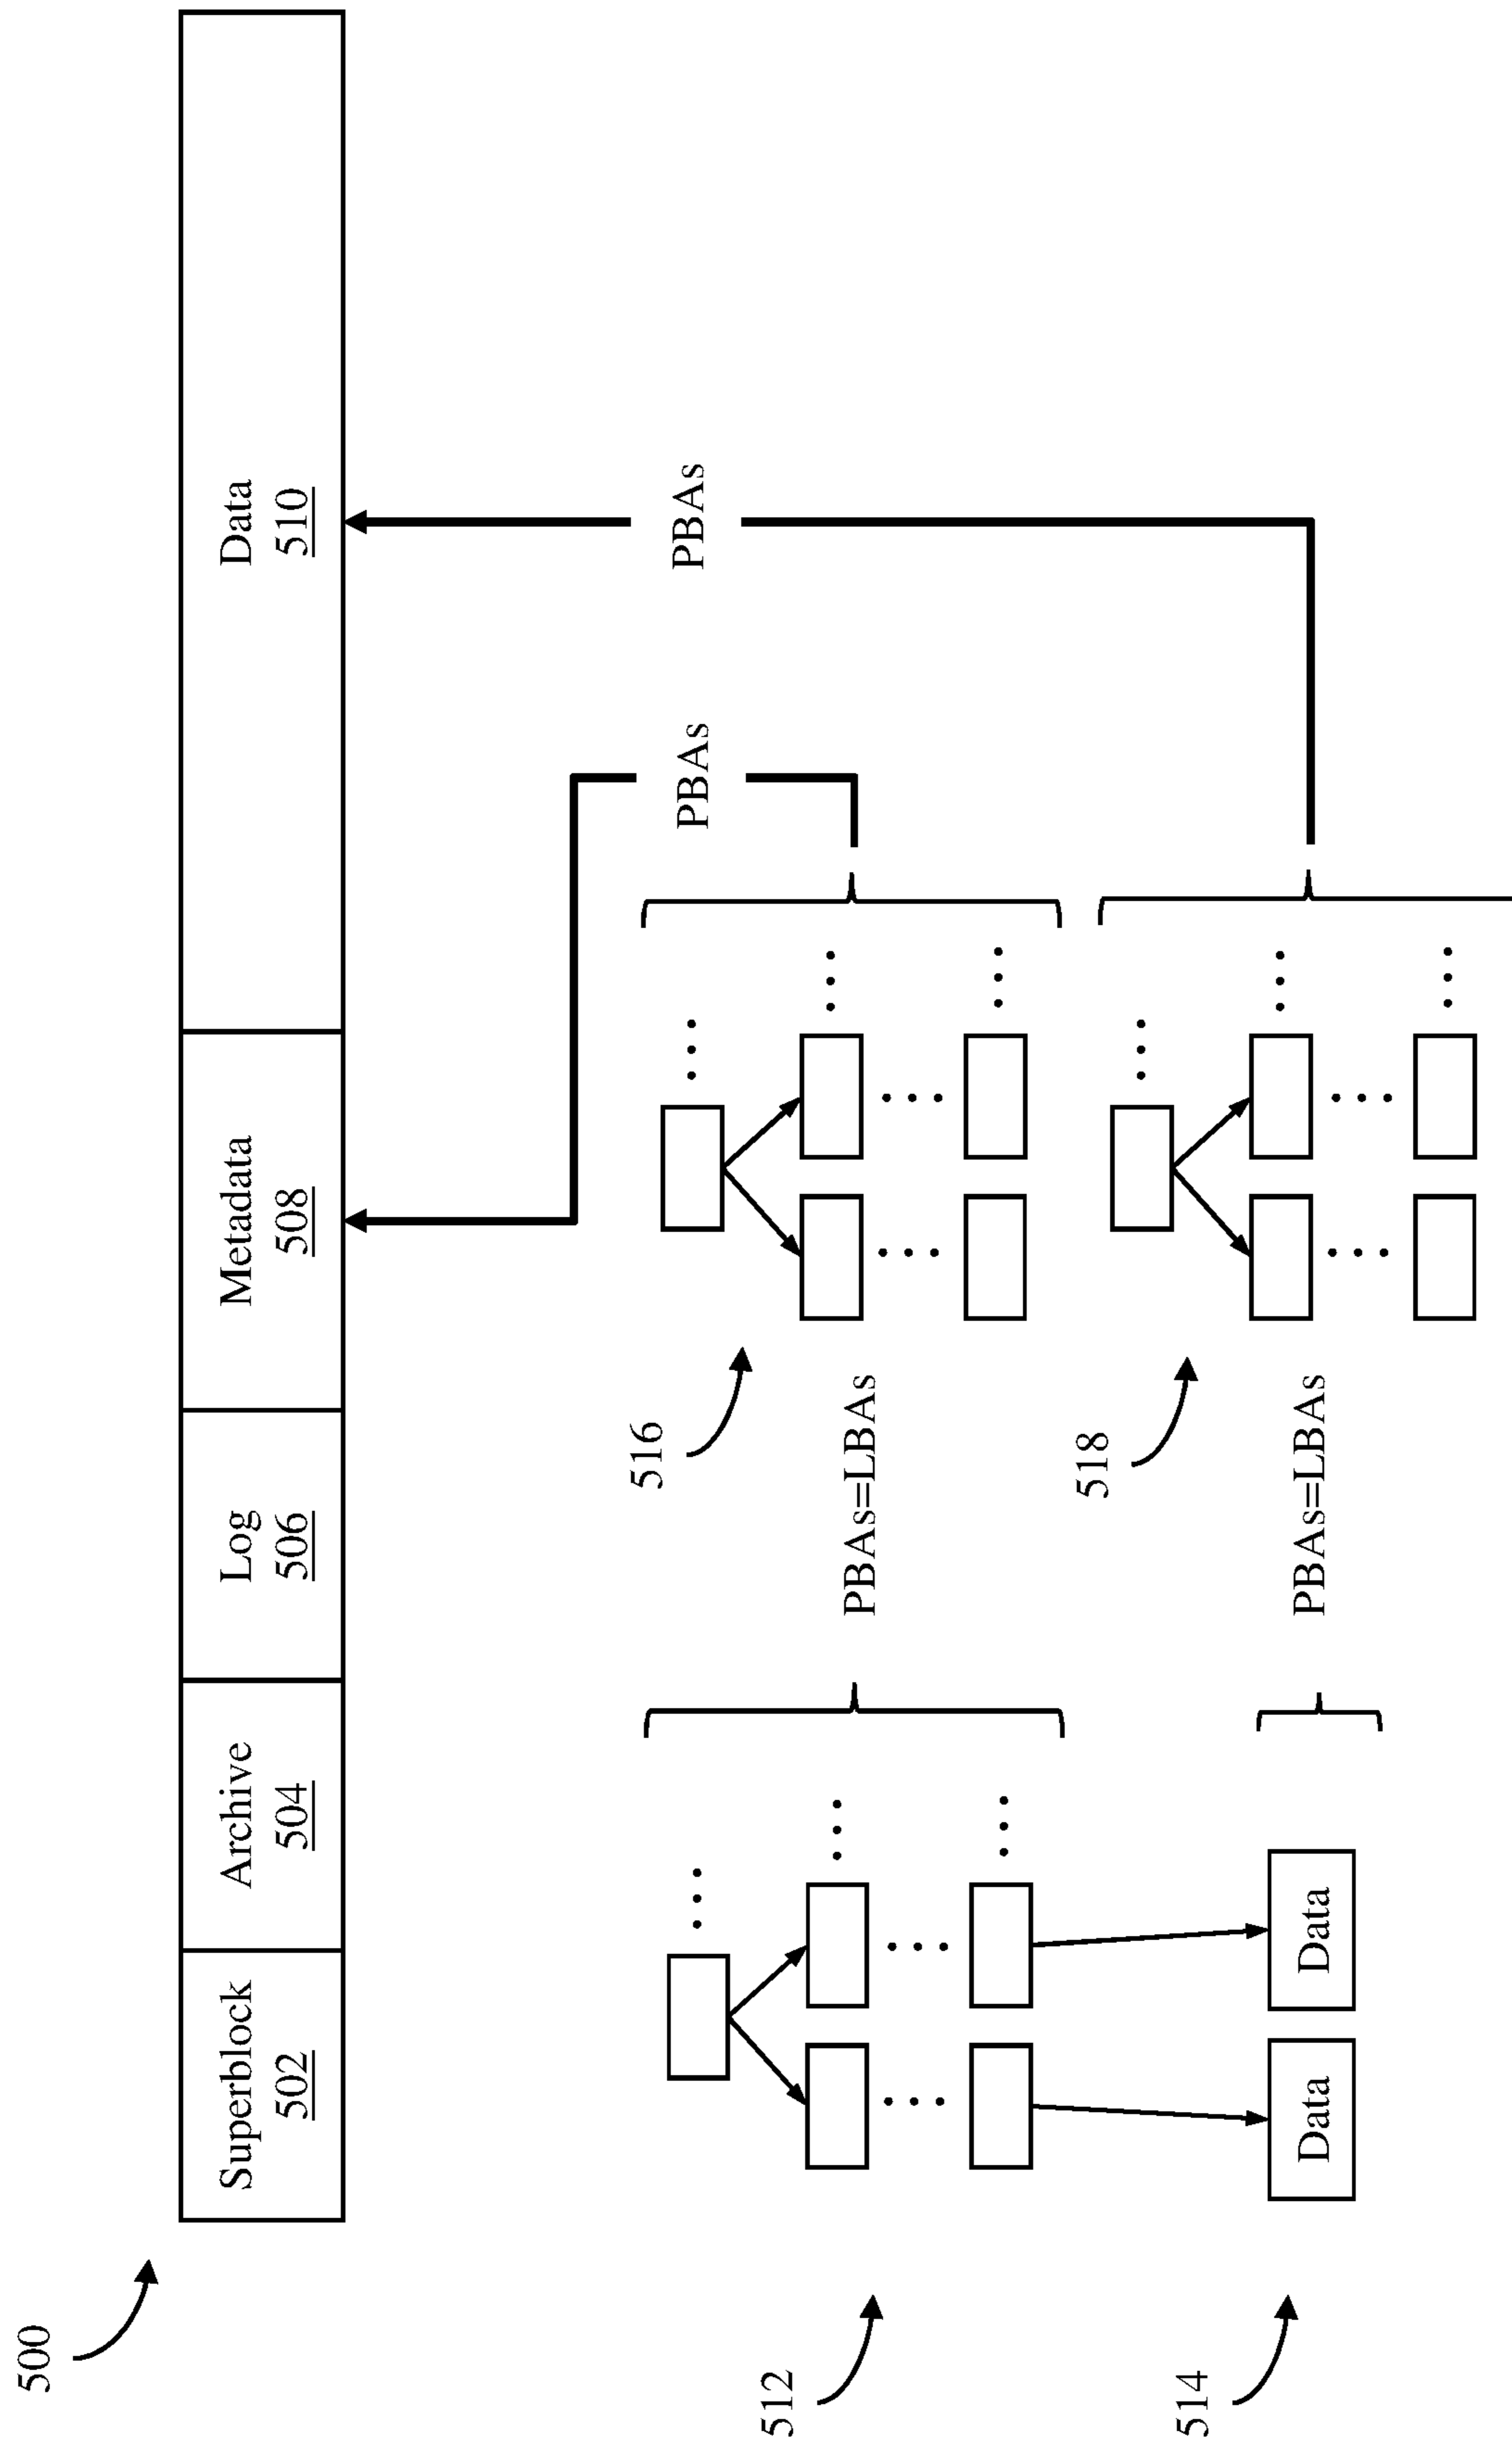 500
Superblock
502
Archive
504
Log
506
Metadata
508
Data
510
512
PBAs=LBAs
516
PBAs
PBAs
514
Data
Data
PBAs=LBAs
518